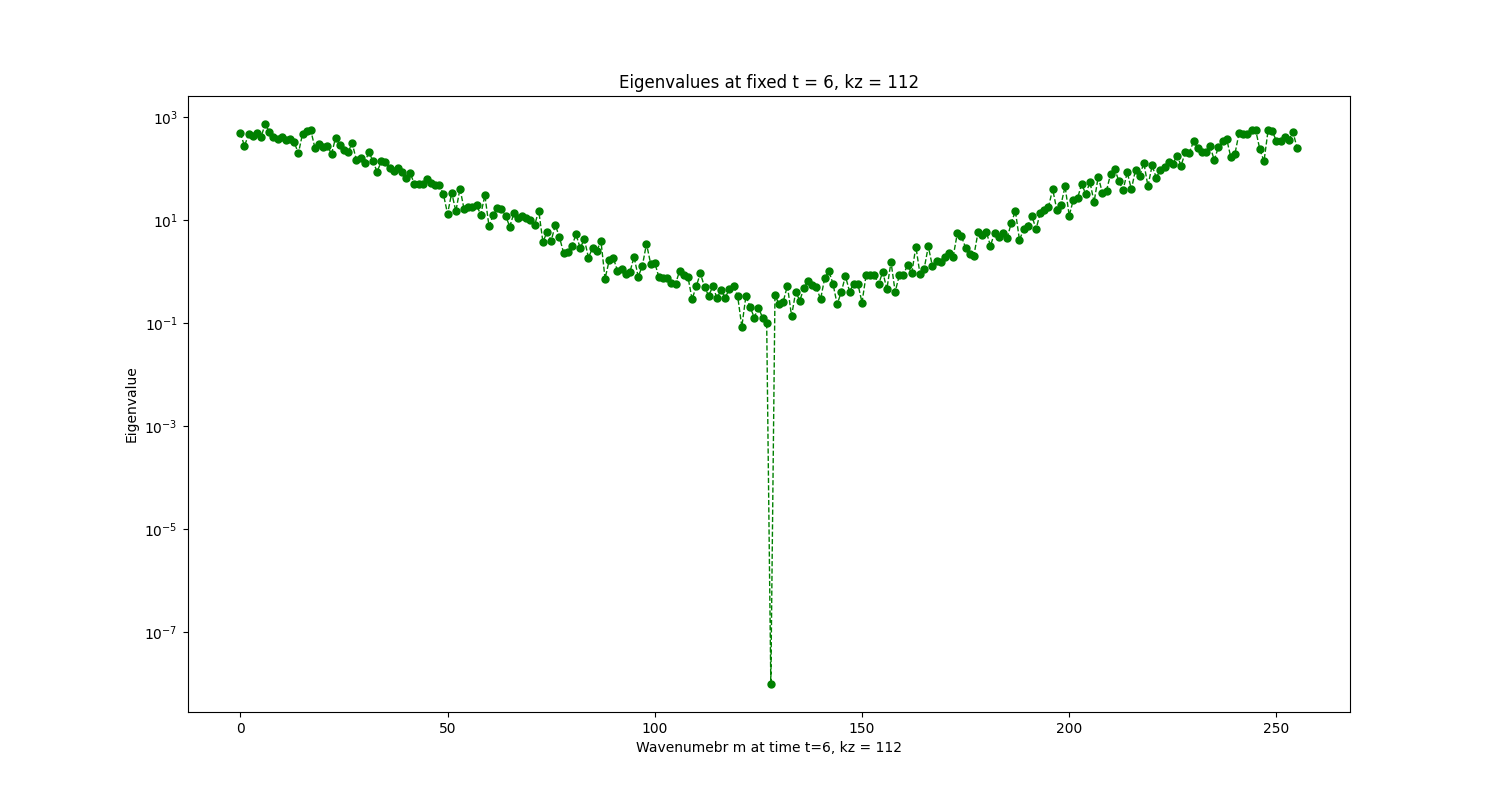 Eigenvalues at fixed t = 6, kz = 112
10³
10¹
10⁻¹
10⁻³
10⁻⁵
10⁻⁷
Eigenvalue
0 50 100 150 200 250
Wavenumebr m at time t=6, kz = 112